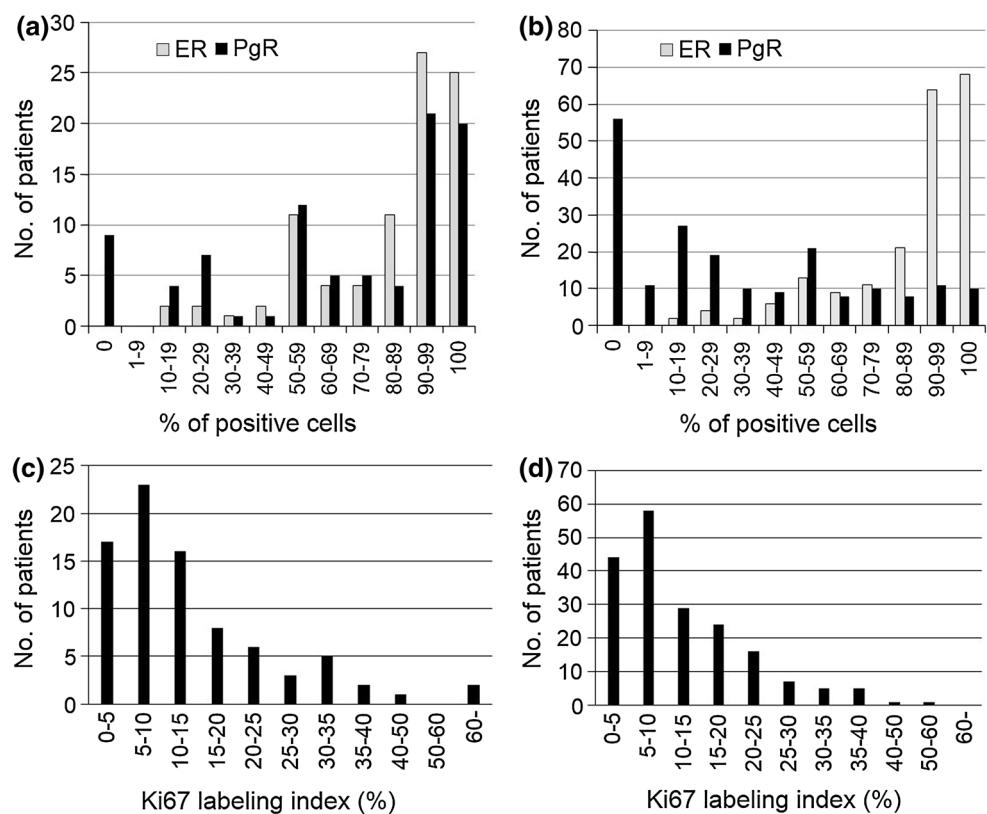 (a)
ER PgR
No. of patients
30
25
20
15
10
5
0
0 1-9 10-19 20-29 30-39 40-49 50-59 60-69 70-79 80-89 90-99 100
% of positive cells
(b)
ER PgR
No. of patients
80
70
60
50
40
30
20
10
0
0 1-9 10-19 20-29 30-39 40-49 50-59 60-69 70-79 80-89 90-99 100
% of positive cells
(c)
No. of patients
25
20
15
10
5
0
0-5 5-10 10-15 15-20 20-25 25-30 30-35 35-40 40-50 50-60 60-
Ki67 labeling index (%)
(d)
No. of patients
70
60
50
40
30
20
10
0
0-5 5-10 10-15 15-20 20-25 25-30 30-35 35-40 40-50 50-60 60-
Ki67 labeling index (%)